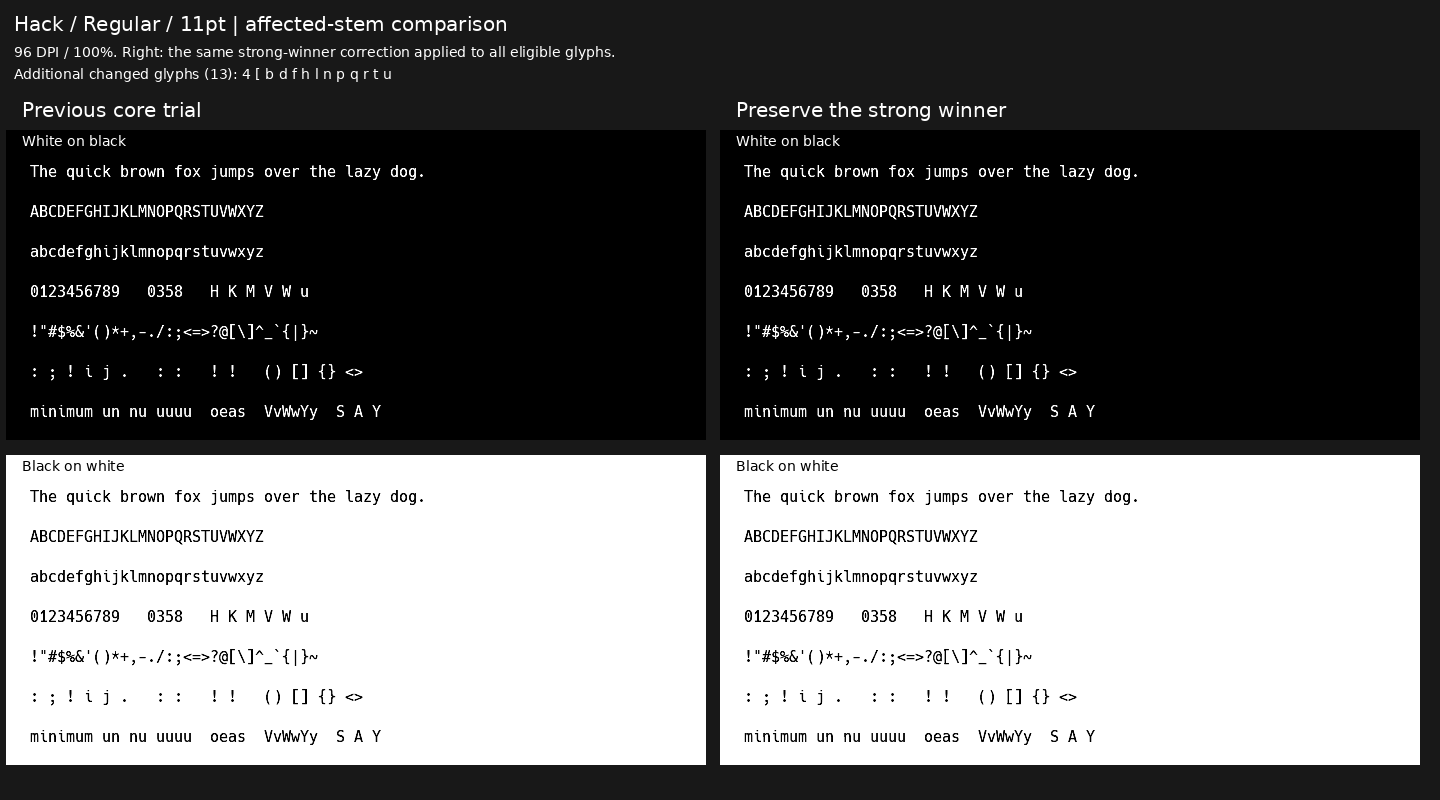 Hack / Regular / 11pt | affected-stem comparison
96 DPI / 100%. Right: the same strong-winner correction applied to all eligible glyphs.
Additional changed glyphs (13): 4 [ b d f h l n p q r t u
Previous core trial
White on black
The quick brown fox jumps over the lazy dog.
ABCDEFGHIJKLMNOPQRSTUVWXYZ
abcdefghijklmnopqrstuvwxyz
0123456789   0358   H K M V W u
!"#$%&'()*+,-./:;<=>?@[\]^_`{|}~
: ; ! i j .   : :   ! !   () [] {} <>
minimum un nu uuuu  oeas  VvWwYy  S A Y
Black on white
The quick brown fox jumps over the lazy dog.
ABCDEFGHIJKLMNOPQRSTUVWXYZ
abcdefghijklmnopqrstuvwxyz
0123456789   0358   H K M V W u
!"#$%&'()*+,-./:;<=>?@[\]^_`{|}~
: ; ! i j .   : :   ! !   () [] {} <>
minimum un nu uuuu  oeas  VvWwYy  S A Y
Preserve the strong winner
White on black
The quick brown fox jumps over the lazy dog.
ABCDEFGHIJKLMNOPQRSTUVWXYZ
abcdefghijklmnopqrstuvwxyz
0123456789   0358   H K M V W u
!"#$%&'()*+,-./:;<=>?@[\]^_`{|}~
: ; ! i j .   : :   ! !   () [] {} <>
minimum un nu uuuu  oeas  VvWwYy  S A Y
Black on white
The quick brown fox jumps over the lazy dog.
ABCDEFGHIJKLMNOPQRSTUVWXYZ
abcdefghijklmnopqrstuvwxyz
0123456789   0358   H K M V W u
!"#$%&'()*+,-./:;<=>?@[\]^_`{|}~
: ; ! i j .   : :   ! !   () [] {} <>
minimum un nu uuuu  oeas  VvWwYy  S A Y